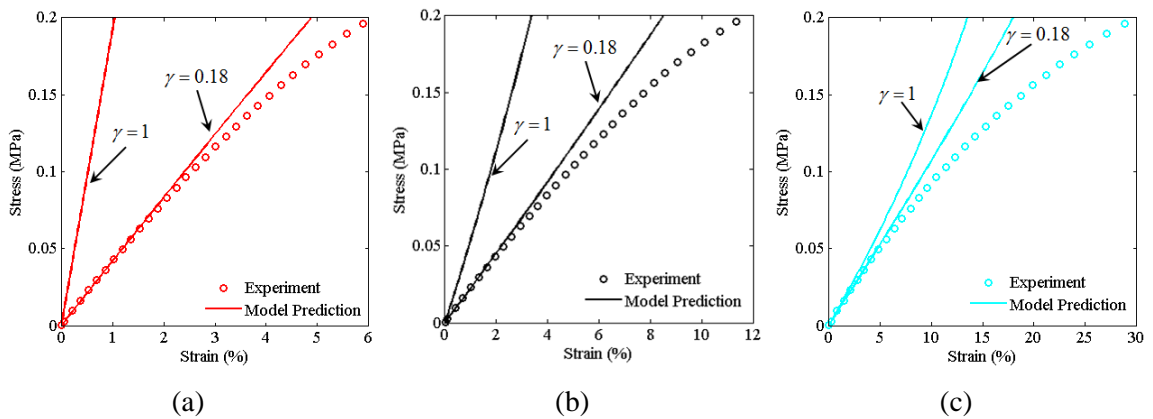 0.2
0.15
0.1
0.05
0
Stress (MPa)
γ = 0.18
γ = 1
Experiment
Model Prediction
0 1 2 3 4 5 6
Strain (%)
(a)
0.2
0.15
0.1
0.05
0
Stress (MPa)
γ = 0.18
γ = 1
Experiment
Model Prediction
0 2 4 6 8 10 12
Strain (%)
(b)
0.2
0.15
0.1
0.05
0
Stress (MPa)
γ = 0.18
γ = 1
Experiment
Model Prediction
0 5 10 15 20 25 30
Strain (%)
(c)